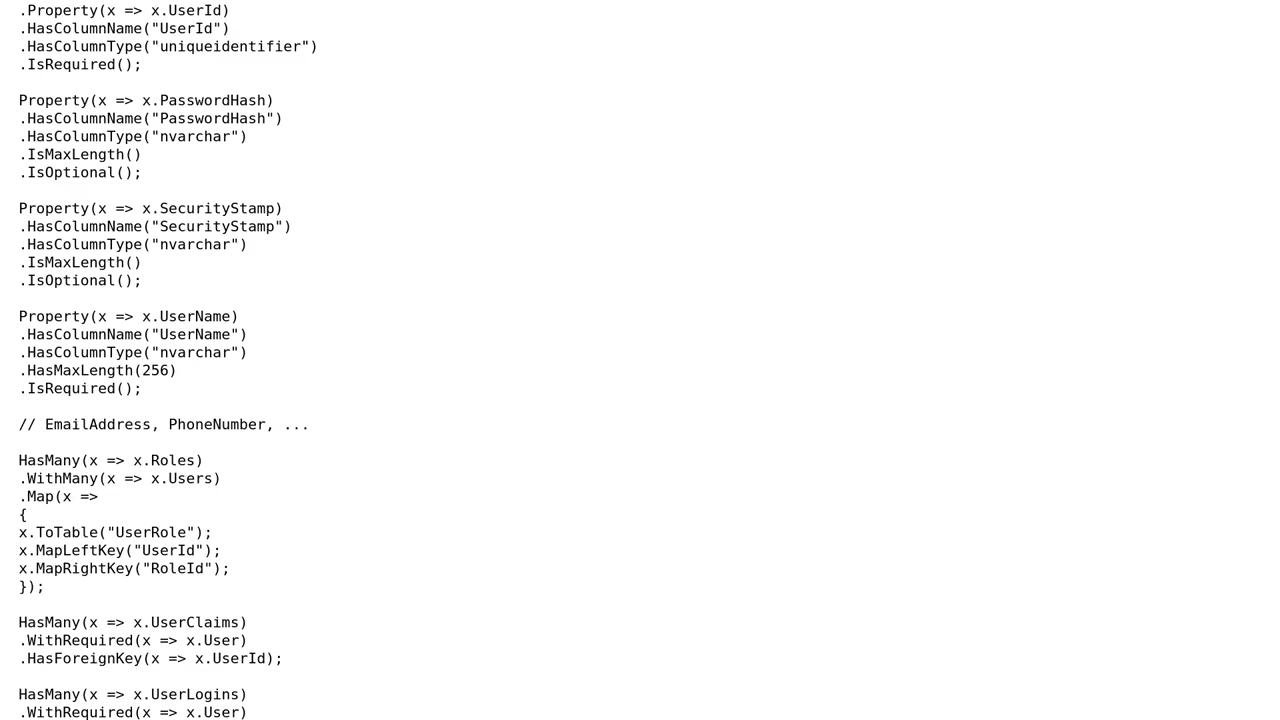 .Property(x => x.UserId)
.HasColumnName("UserId")
.HasColumnType("uniqueidentifier")
.IsRequired();

Property(x => x.PasswordHash)
.HasColumnName("PasswordHash")
.HasColumnType("nvarchar")
.IsMaxLength()
.IsOptional();

Property(x => x.SecurityStamp)
.HasColumnName("SecurityStamp")
.HasColumnType("nvarchar")
.IsMaxLength()
.IsOptional();

Property(x => x.UserName)
.HasColumnName("UserName")
.HasColumnType("nvarchar")
.HasMaxLength(256)
.IsRequired();

// EmailAddress, PhoneNumber, ...

HasMany(x => x.Roles)
.WithMany(x => x.Users)
.Map(x =>
{
x.ToTable("UserRole");
x.MapLeftKey("UserId");
x.MapRightKey("RoleId");
});

HasMany(x => x.UserClaims)
.WithRequired(x => x.User)
.HasForeignKey(x => x.UserId);

HasMany(x => x.UserLogins)
.WithRequired(x => x.User)